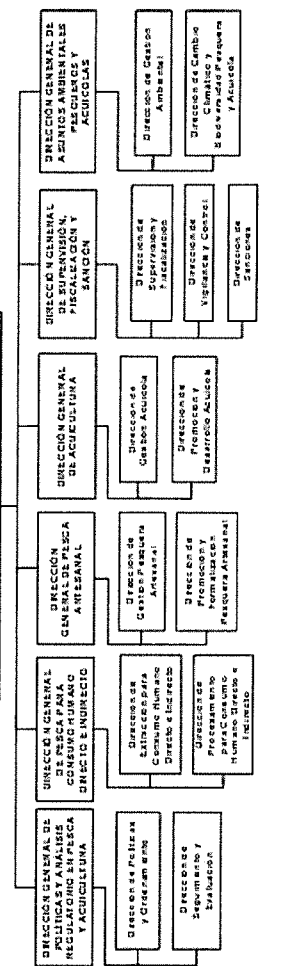 DIRECCIÓN GENERAL DE
POLÍTICAS Y ANÁLISIS
REGULATORIO EN PESCA
Y ACUICULTURA
Dirección de Políticas
y Ordenamiento
Dirección de
Seguimiento y
Evaluación
DIRECCIÓN GENERAL
DE PESCA PARA
CONSUMO HUMANO
DIRECTO E INDIRECTO
Dirección de
Extracción para
Consumo Humano
Directo e Indirecto
Dirección de
Procesamiento
para Consumo
Humano Directo e
Indirecto
DIRECCIÓN
GENERAL DE PESCA
ARTESANAL
Dirección de
Gestión Pesquera
Artesanal
Dirección de
Promoción y
Formalización
Pesquera Artesanal
DIRECCIÓN GENERAL
DE ACUICULTURA
Dirección de
Gestión Acuícola
Dirección de
Promoción y
Desarrollo Acuícola
DIRECCIÓN GENERAL
DE SUPERVISIÓN,
FISCALIZACIÓN Y
SANCIÓN
Dirección de
Supervisión y
Fiscalización
Dirección de
Vigilancia y Control
Dirección de
Sanciones
DIRECCIÓN GENERAL DE
ASUNTOS AMBIENTALES
PESQUEROS Y
ACUÍCOLAS
Dirección de Gestión
Ambiental
Dirección de Cambio
Climático y
Biodiversidad Pesquera
y Acuícola